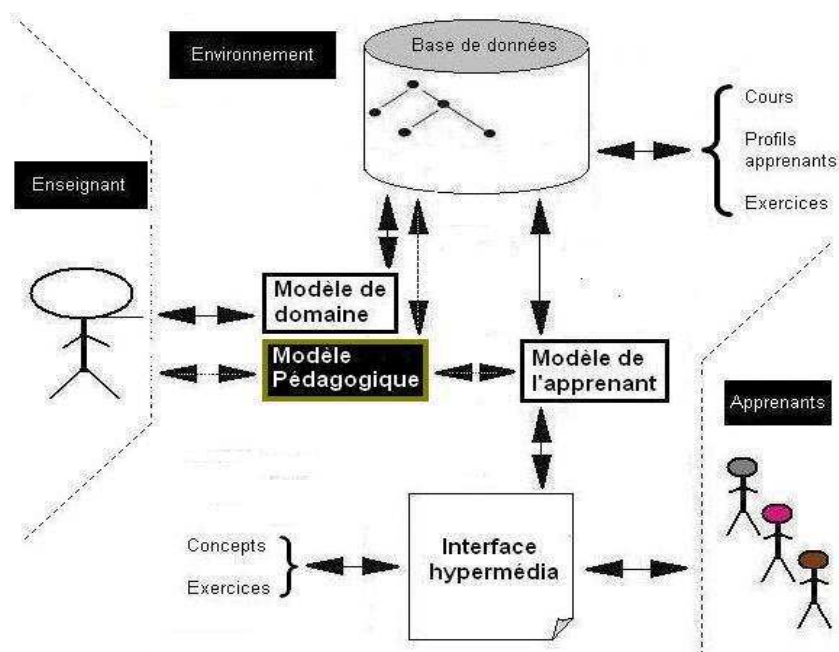 Base de données
Environnement
Cours
Profils
apprenants
Exercices
Enseignant
Modèle de
domaine
Modèle
Pédagogique
Modèle de
l'apprenant
Apprenants
Concepts
Exercices
Interface
hypermédia